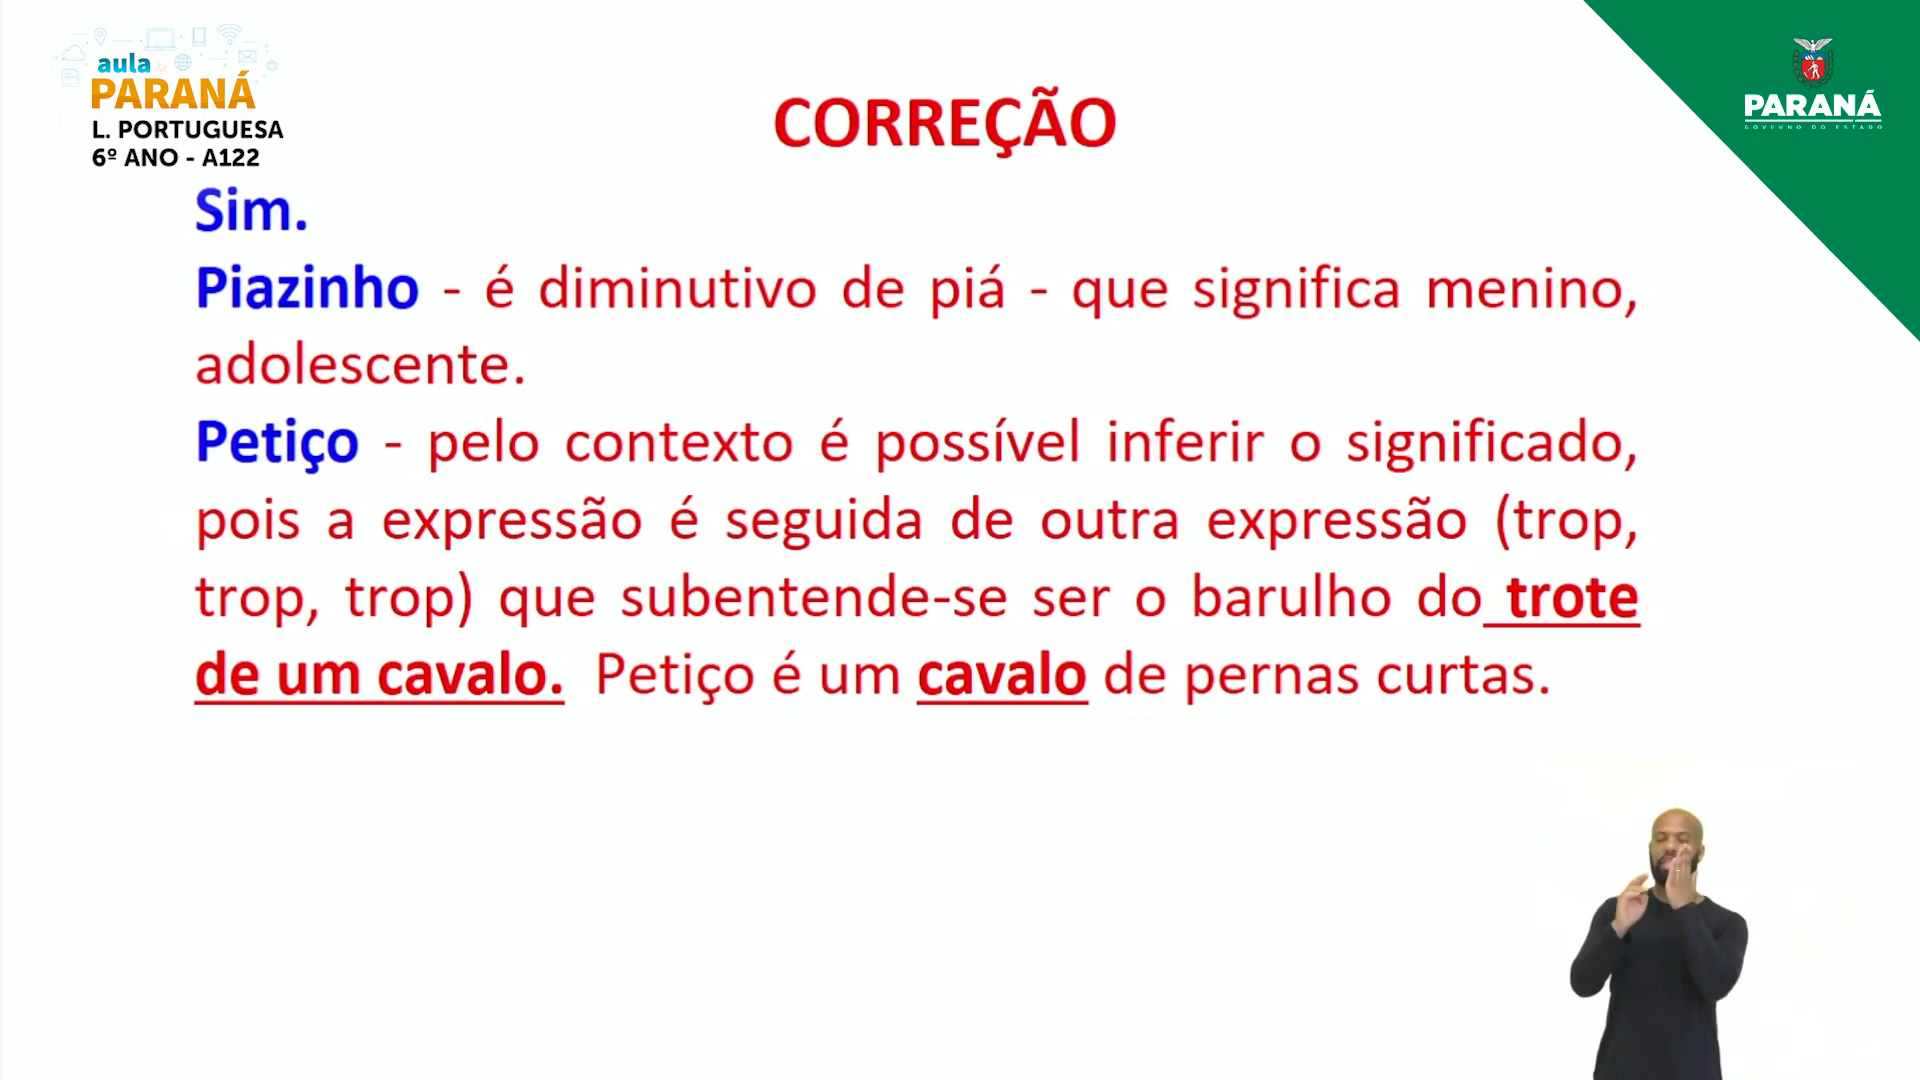 aula
PARANÁ
L. PORTUGUESA
6º ANO - A122
PARANÁ
GOVERNO DO ESTADO
CORREÇÃO
Sim.
Piazinho - é diminutivo de piá - que significa menino,
adolescente.
Petiço - pelo contexto é possível inferir o significado,
pois a expressão é seguida de outra expressão (trop,
trop, trop) que subentende-se ser o barulho do trote
de um cavalo. Petiço é um cavalo de pernas curtas.